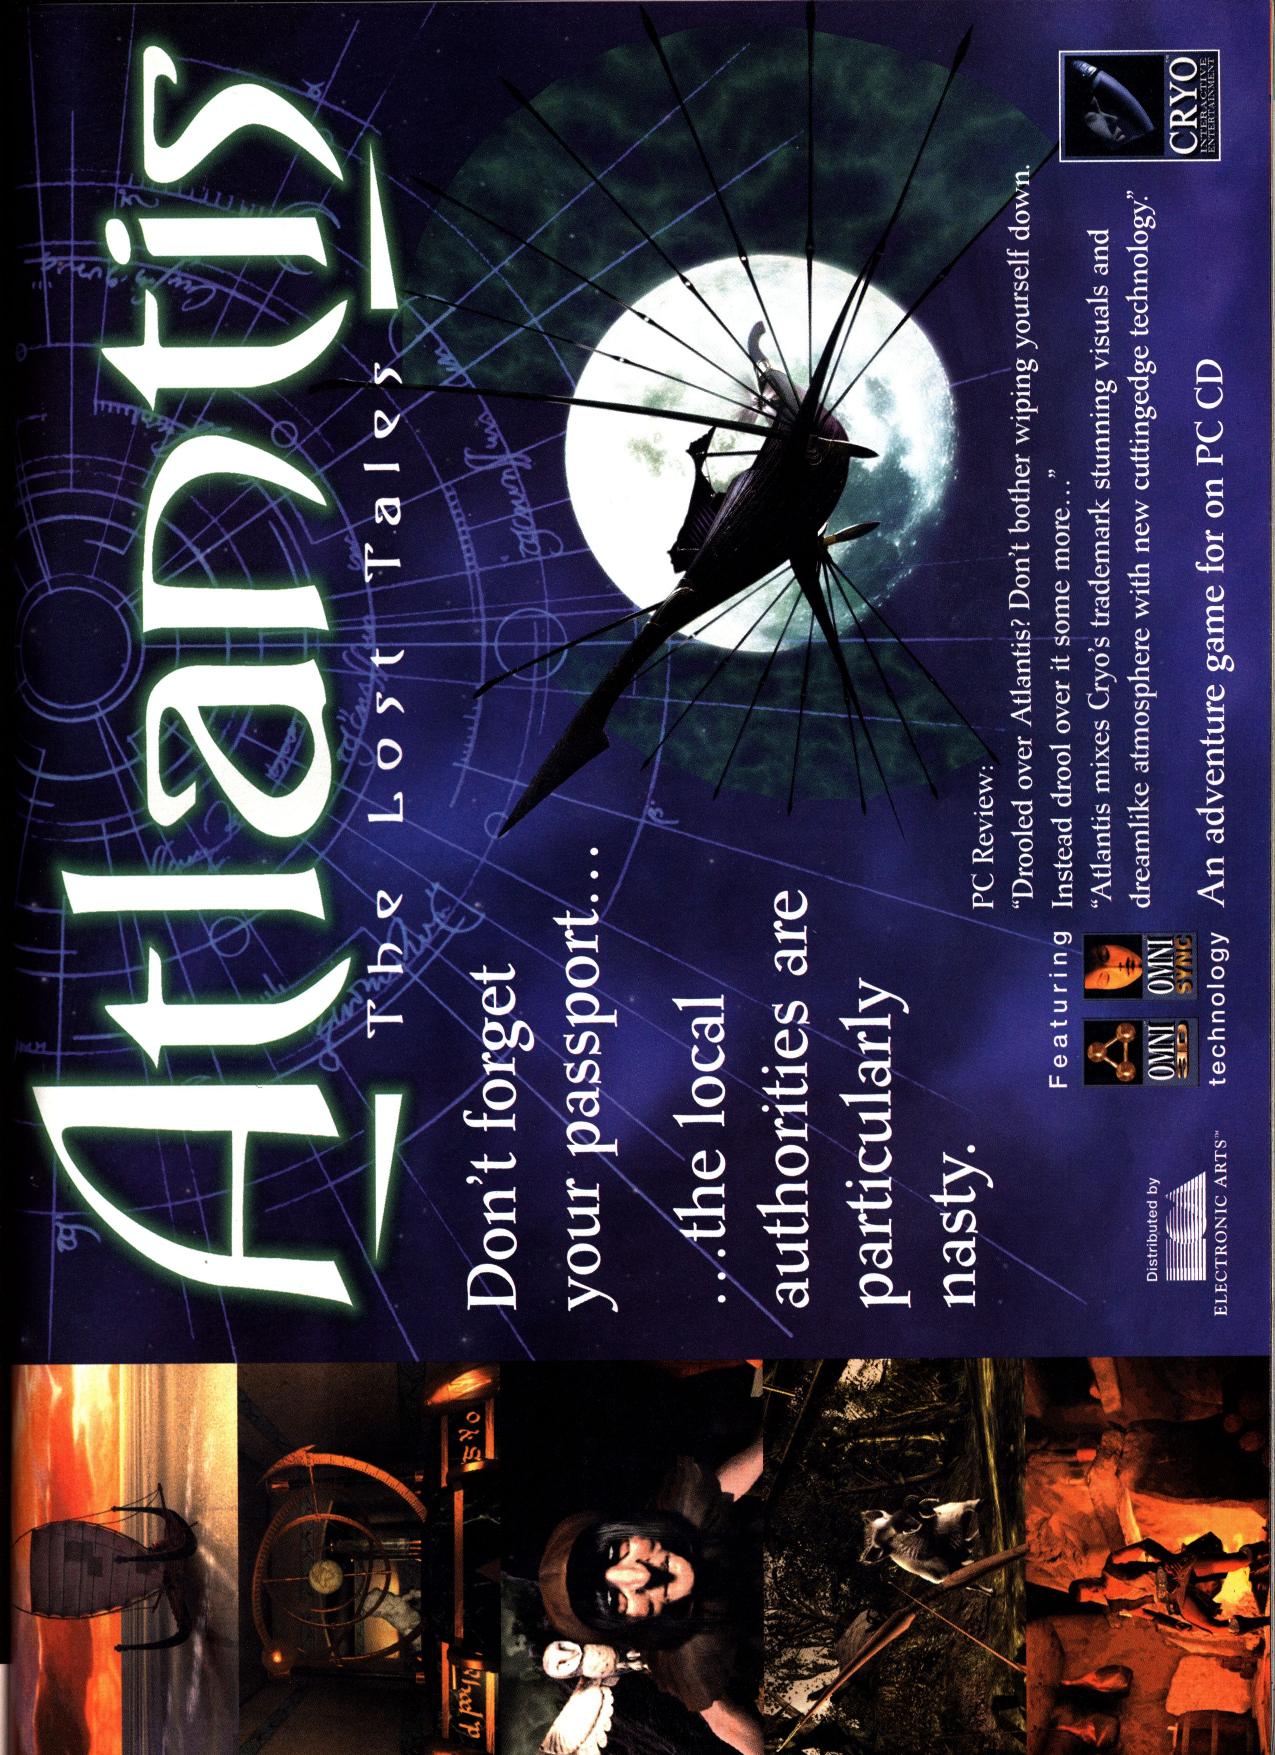 Atlantis
The Lost Tales
Don't forget
your passport...
...the local
authorities are
particularly
nasty.
PC Review:
“Drooled over Atlantis? Don't bother wiping yourself down.
Instead drool over it some more...”
“Atlantis mixes Cryo's trademark stunning visuals and
dreamlike atmosphere with new cuttingedge technology.”
An adventure game for on PC CD
Featuring
OMNI
3D
OMNI
SYNC
technology
Distributed by
ELECTRONIC ARTS™
CRYO
INTERACTIVE
ENTERTAINMENT